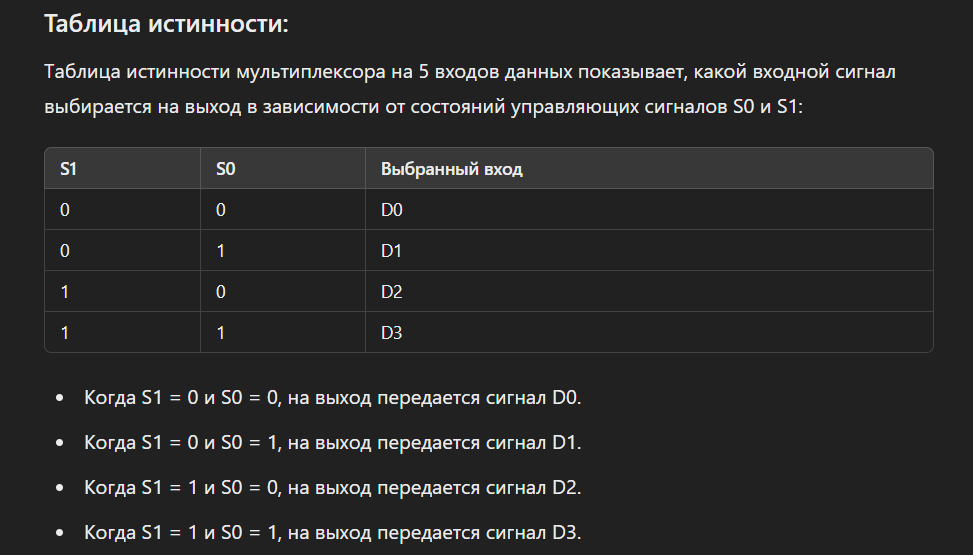 Таблица истинности:
Таблица истинности мультиплексора на 5 входов данных показывает, какой входной сигнал
выбирается на выход в зависимости от состояний управляющих сигналов S0 и S1:
S1 S0 Выбранный вход
0 0 D0
0 1 D1
1 0 D2
1 1 D3
• Когда S1 = 0 и S0 = 0, на выход передается сигнал D0.
• Когда S1 = 0 и S0 = 1, на выход передается сигнал D1.
• Когда S1 = 1 и S0 = 0, на выход передается сигнал D2.
• Когда S1 = 1 и S0 = 1, на выход передается сигнал D3.